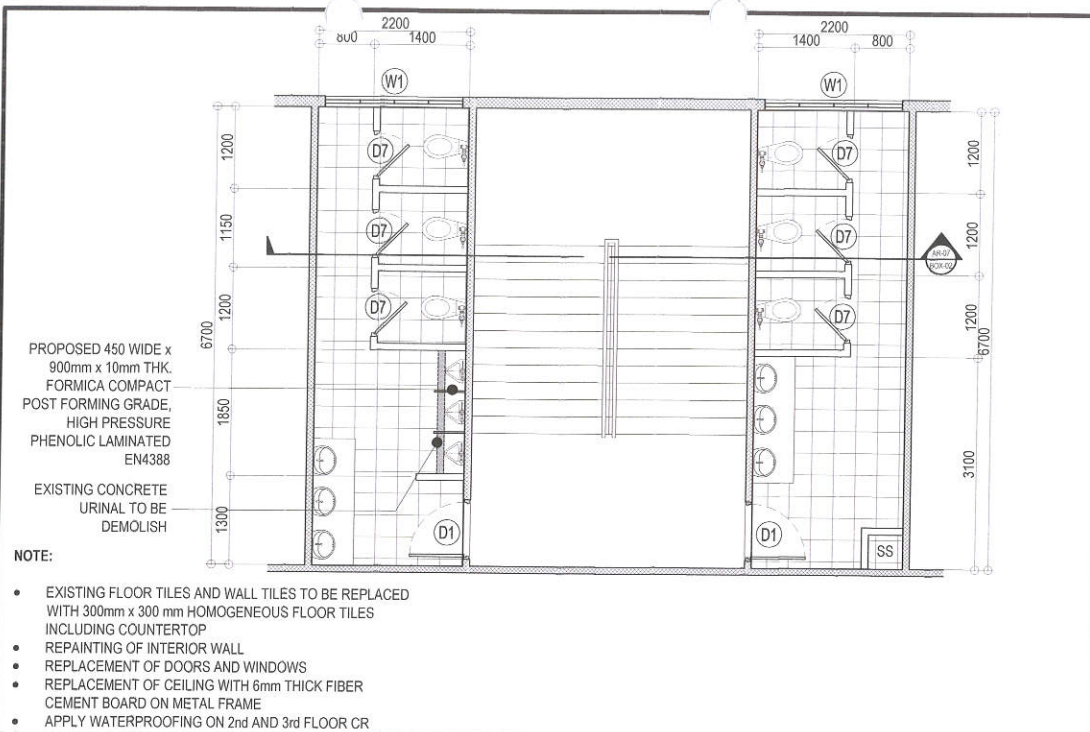 2200
800
1400
2200
1400
800
W1
W1
D7
D7
D7
D7
D7
D7
1200
1150
1200
1850
1300
6700
1200
1200
1200
3100
6700
AR-07
BOX-02
PROPOSED 450 WIDE x
900mm x 10mm THK.
FORMICA COMPACT
POST FORMING GRADE,
HIGH PRESSURE
PHENOLIC LAMINATED
EN4388
EXISTING CONCRETE
URINAL TO BE
DEMOLISH
D1
D1
SS
NOTE:
• EXISTING FLOOR TILES AND WALL TILES TO BE REPLACED
WITH 300mm x 300 mm HOMOGENEOUS FLOOR TILES
INCLUDING COUNTERTOP
• REPAINTING OF INTERIOR WALL
• REPLACEMENT OF DOORS AND WINDOWS
• REPLACEMENT OF CEILING WITH 6mm THICK FIBER
CEMENT BOARD ON METAL FRAME
• APPLY WATERPROOFING ON 2nd AND 3rd FLOOR CR